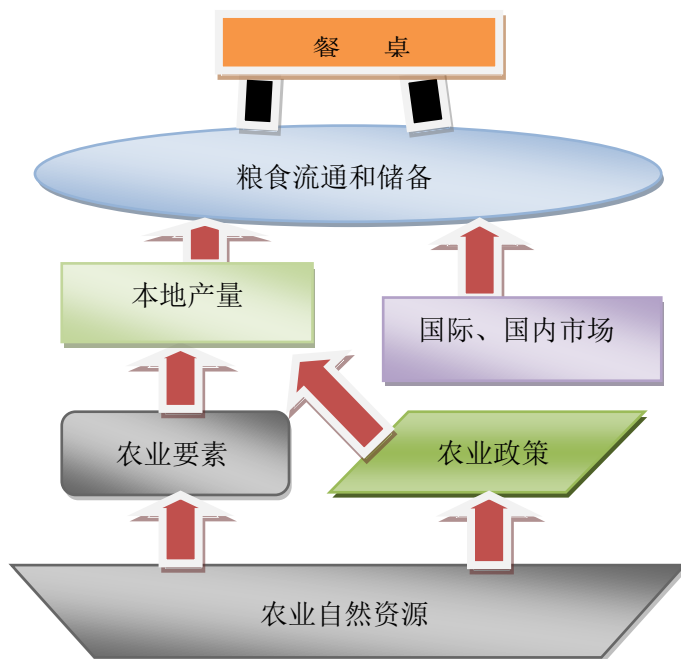 餐 桌
粮食流通和储备
本地产量
国际、国内市场
农业要素
农业政策
农业自然资源